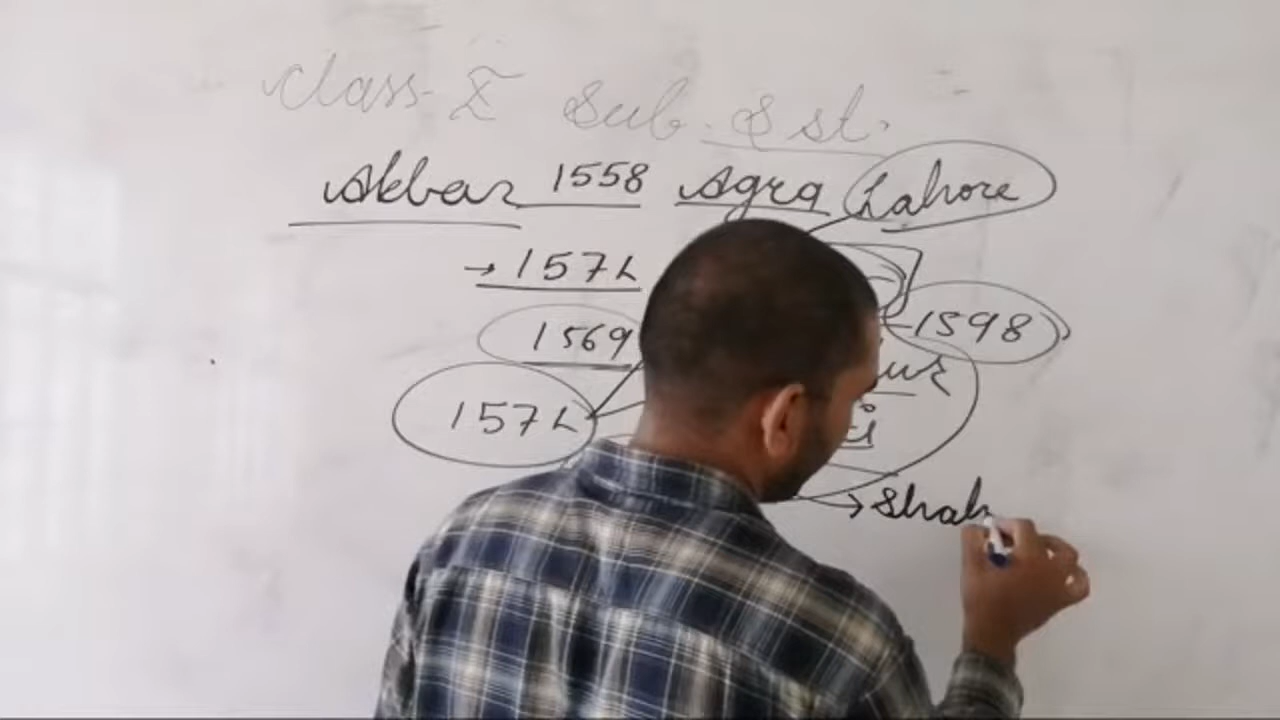 Class-X Sub. S st.
Akbar 1558 Agra Lahore
→ 1571
1569 1598
1571
→ Shah